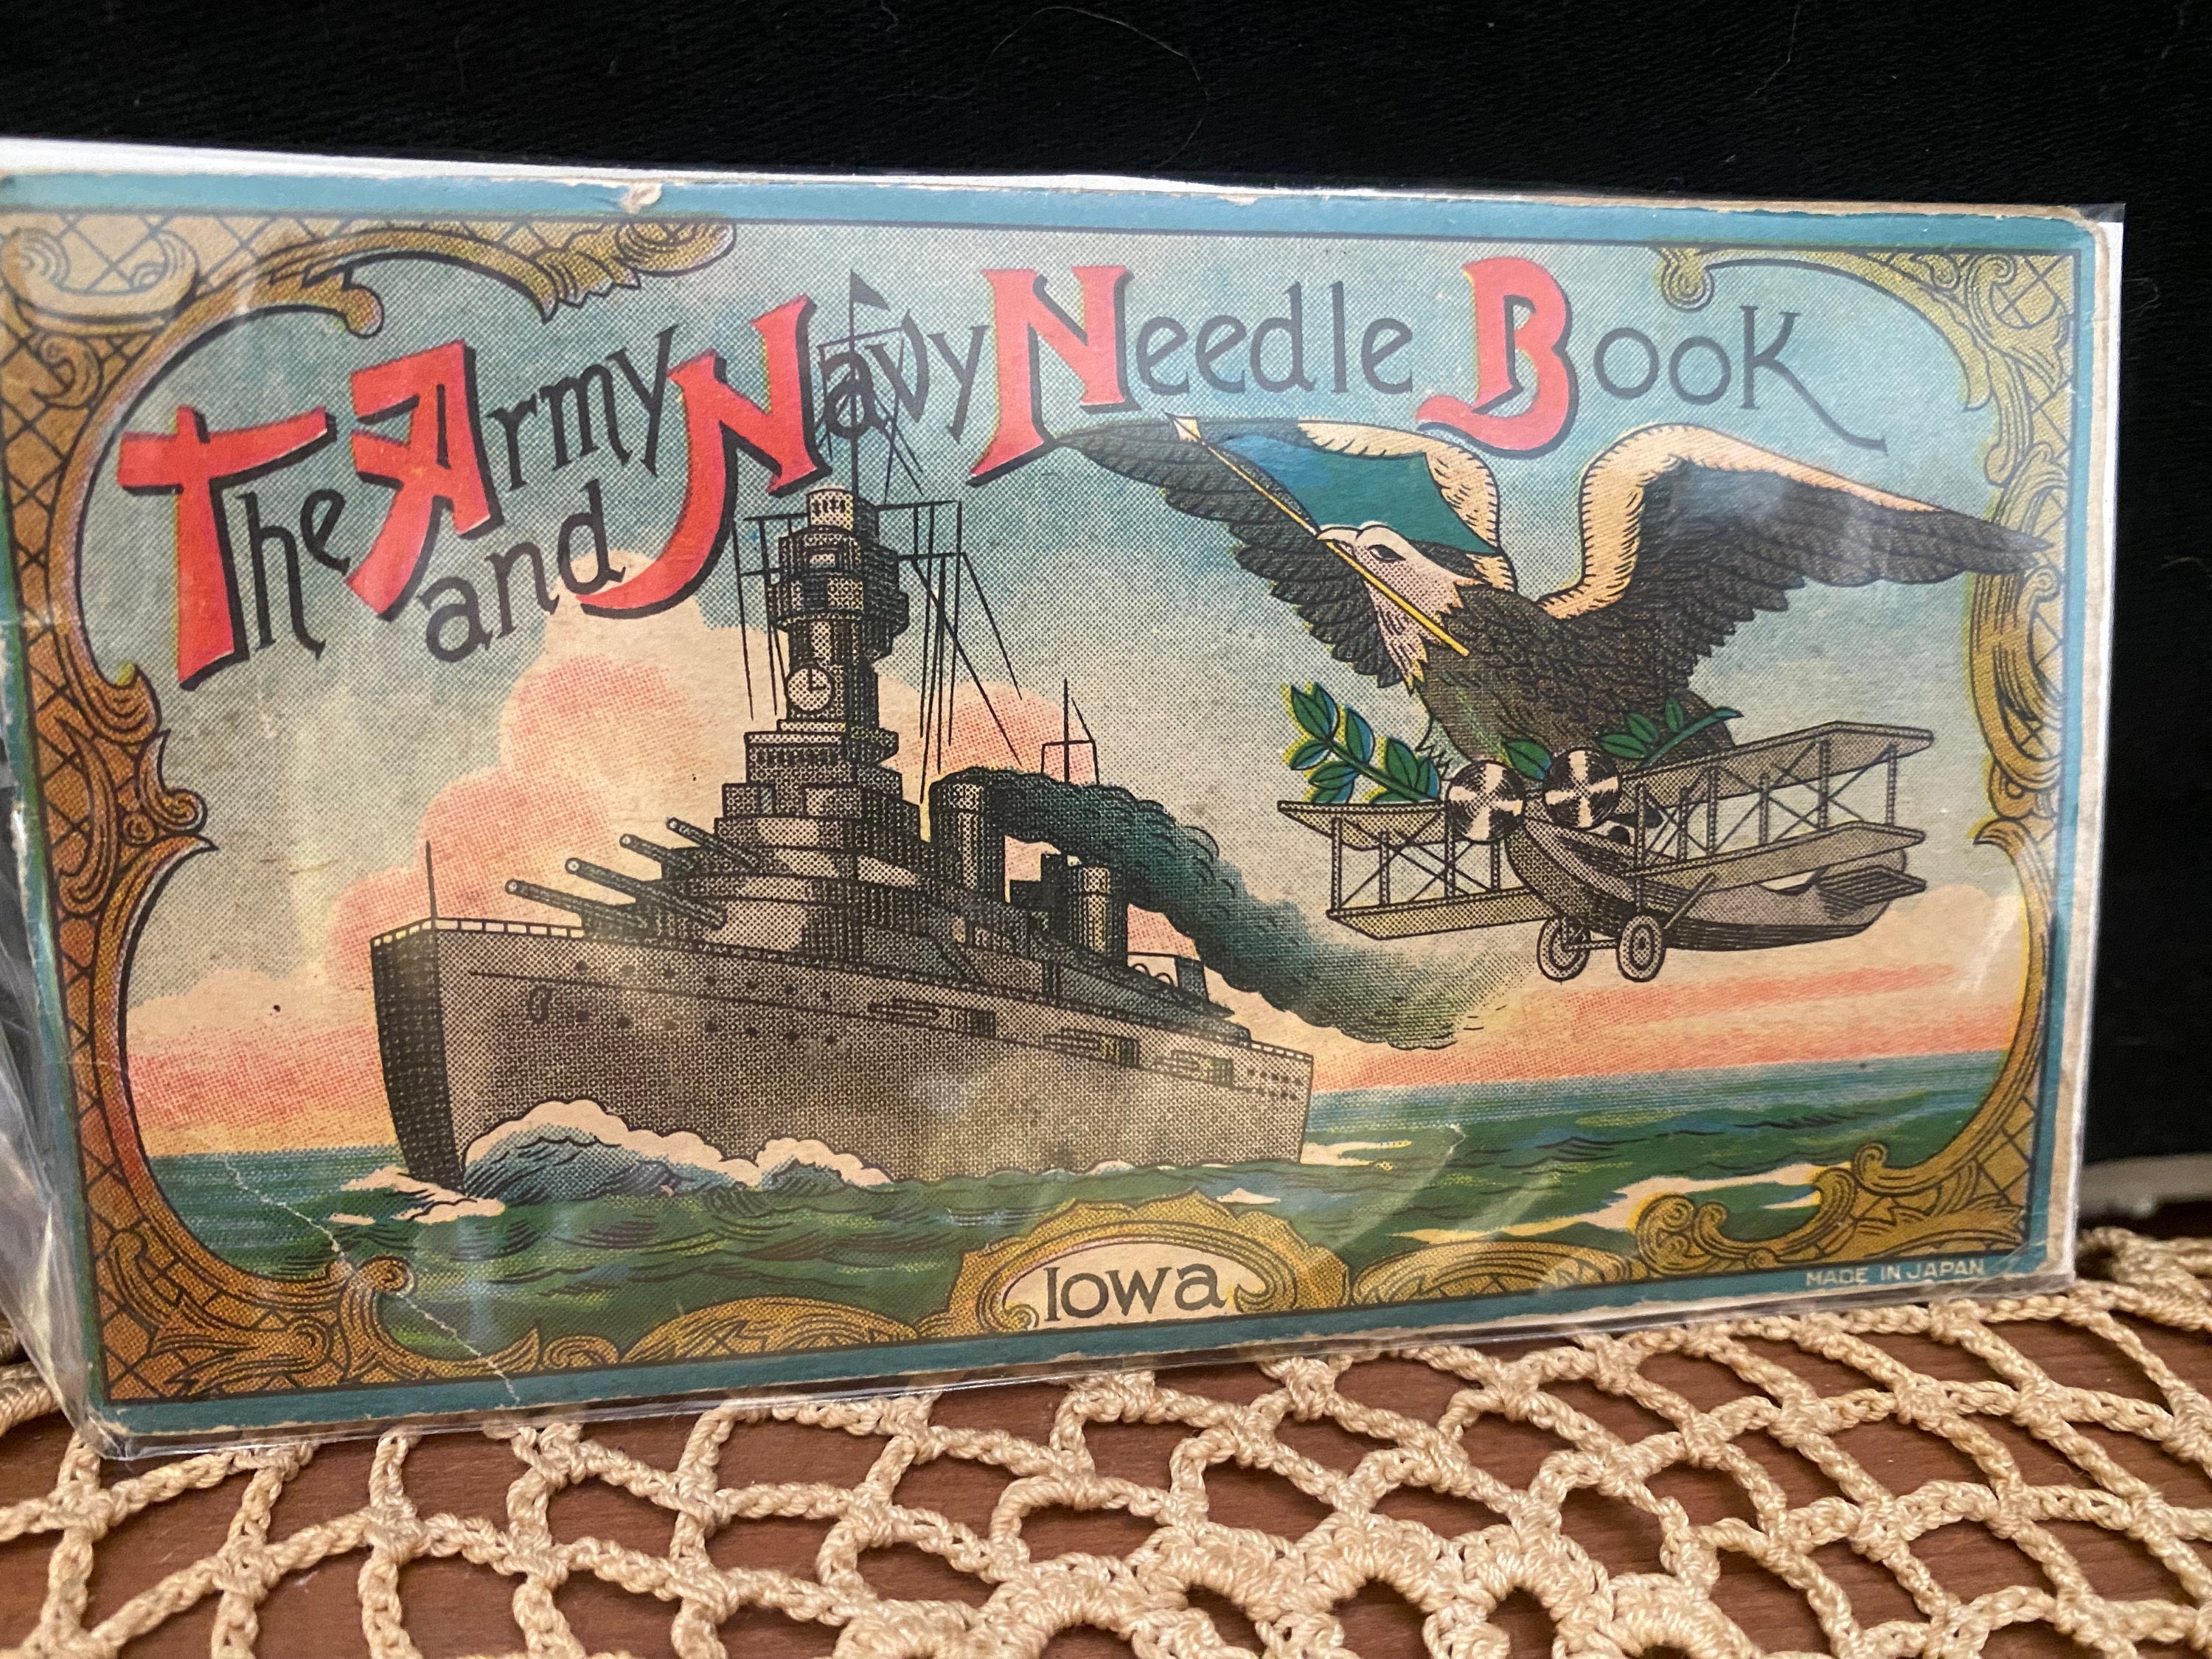 The Army and Navy Needle Book
Iowa
MADE IN JAPAN